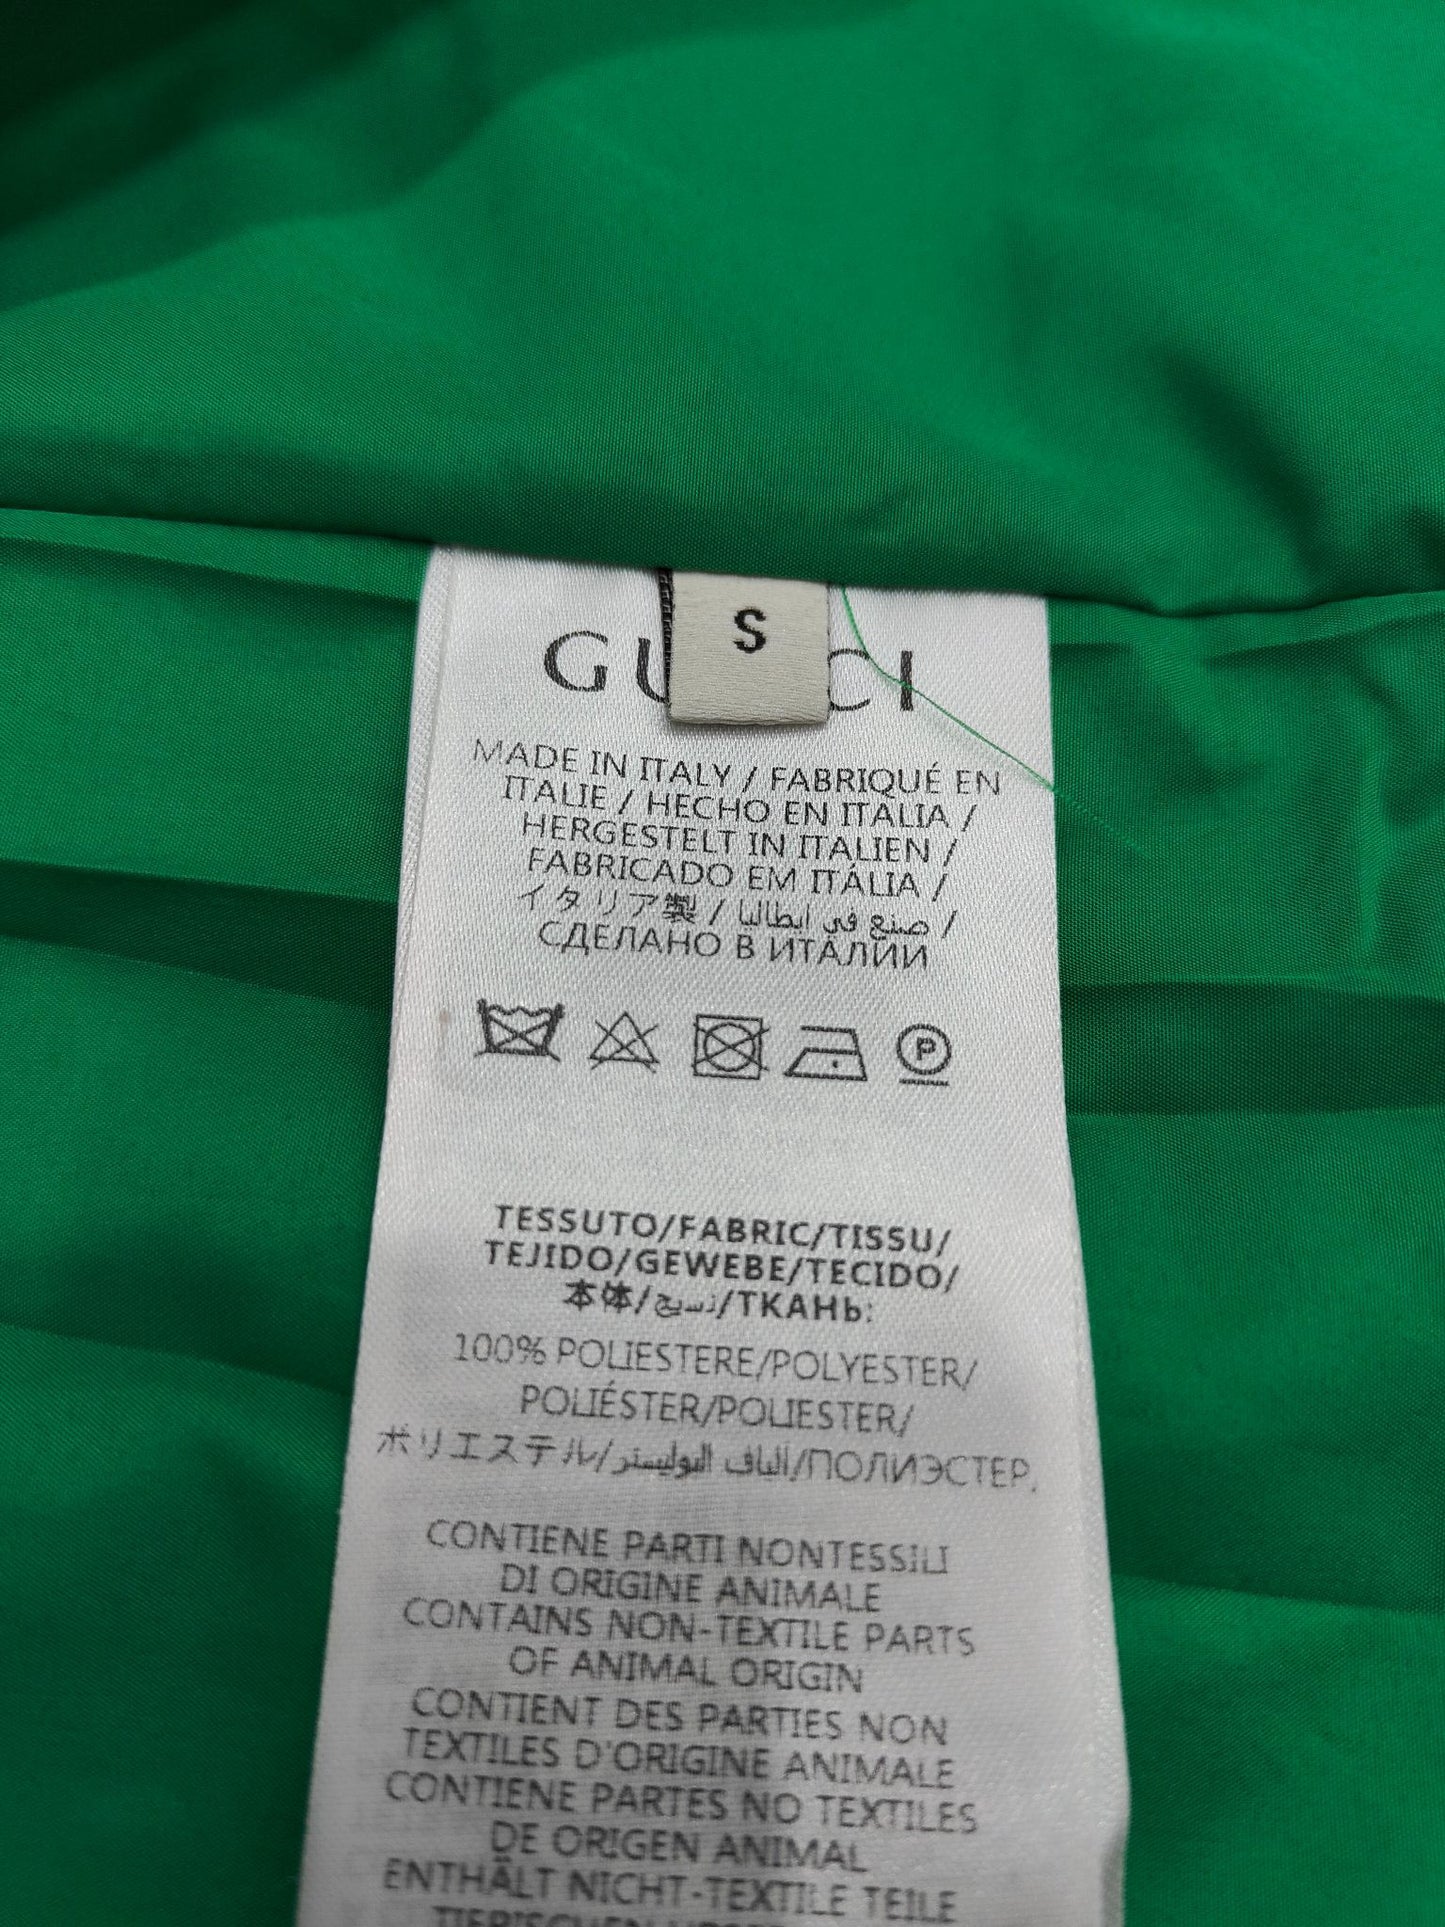 S
GU CI
MADE IN ITALY / FABRIQUÉ EN
ITALIE / HECHO EN ITALIA /
HERGESTELT IN ITALIEN /
FABRICADO EM ITÁLIA /
イタリア製 / صنع في ايطاليا /
СДЕЛАНО В ИТАЛИИ
P
TESSUTO/FABRIC/TISSU/
TEJIDO/GEWEBE/TECIDO/
本体/نسيج/ТКАНЬ:
100% POLIESTERE/POLYESTER/
POLIÉSTER/POLIESTER/
ポリエステル/الياف البوليستر/ПОЛИЭСТЕР,
CONTIENE PARTI NONTESSILI
DI ORIGINE ANIMALE
CONTAINS NON-TEXTILE PARTS
OF ANIMAL ORIGIN
CONTIENT DES PARTIES NON
TEXTILES D'ORIGINE ANIMALE
CONTIENE PARTES NO TEXTILES
DE ORIGEN ANIMAL
ENTHÄLT NICHT-TEXTILE TEILE